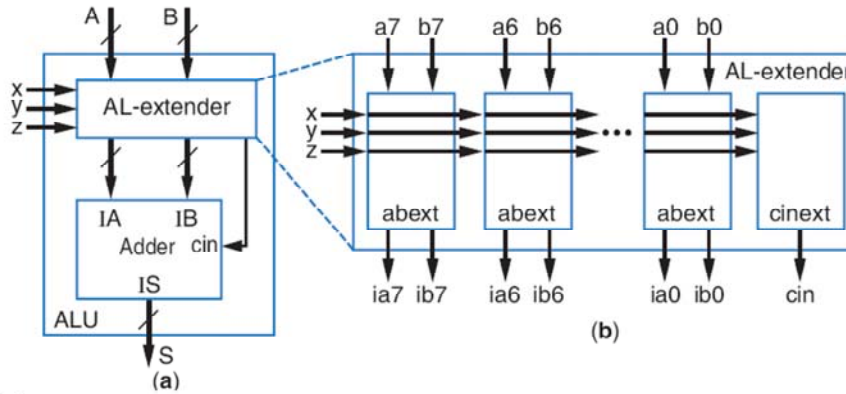 A B
x
y
z
AL-extender
IA IB
Adder cin
IS
ALU
S
(a)
a7 b7 a6 b6 a0 b0
AL-extender
x
y
z
abext abext abext cinext
ia7 ib7 ia6 ib6 ia0 ib0 cin
(b)